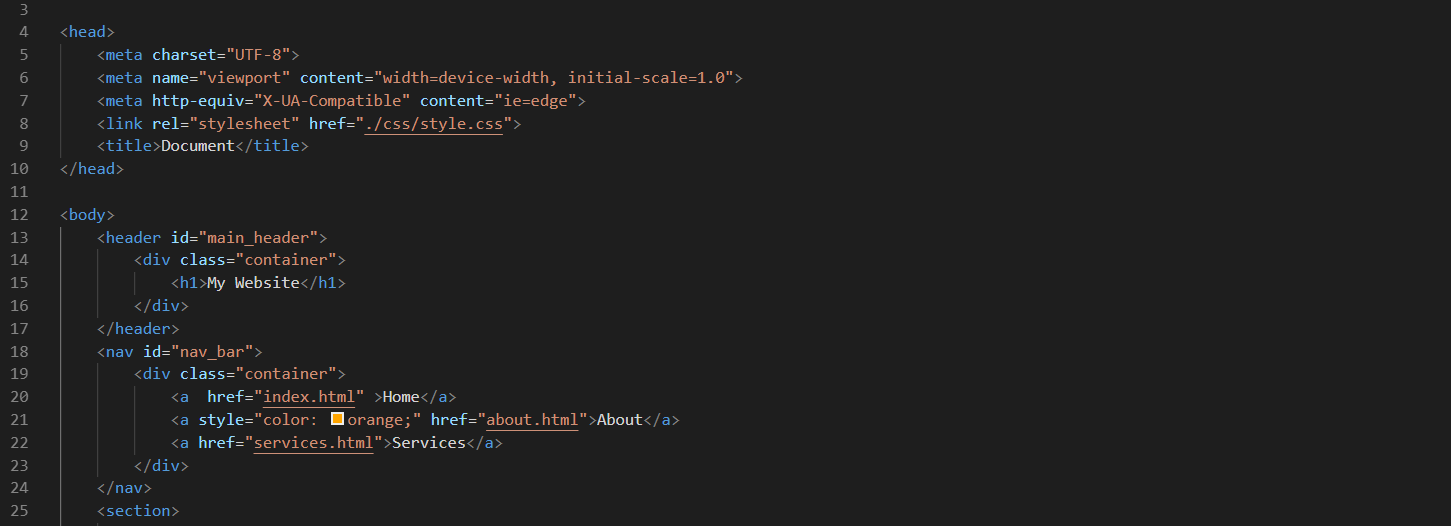 3
4 <head>
5     <meta charset="UTF-8">
6     <meta name="viewport" content="width=device-width, initial-scale=1.0">
7     <meta http-equiv="X-UA-Compatible" content="ie=edge">
8     <link rel="stylesheet" href="./css/style.css">
9     <title>Document</title>
10 </head>
11
12 <body>
13     <header id="main_header">
14         <div class="container">
15             <h1>My Website</h1>
16         </div>
17     </header>
18     <nav id="nav_bar">
19         <div class="container">
20             <a  href="index.html" >Home</a>
21             <a style="color: orange;" href="about.html">About</a>
22             <a href="services.html">Services</a>
23         </div>
24     </nav>
25     <section>